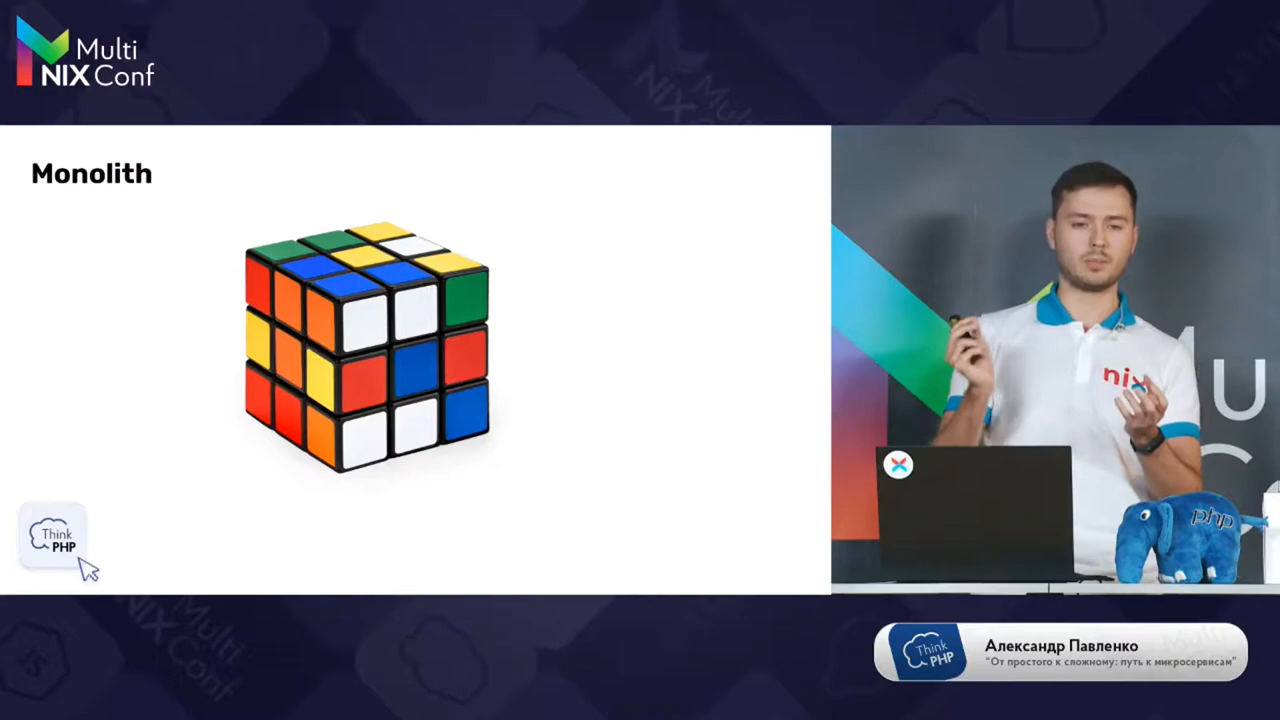 Multi
NIX Conf
Monolith
Think
PHP
nix
php
Think
PHP
Александр Павленко
"От простого к сложному: путь к микросервисам"